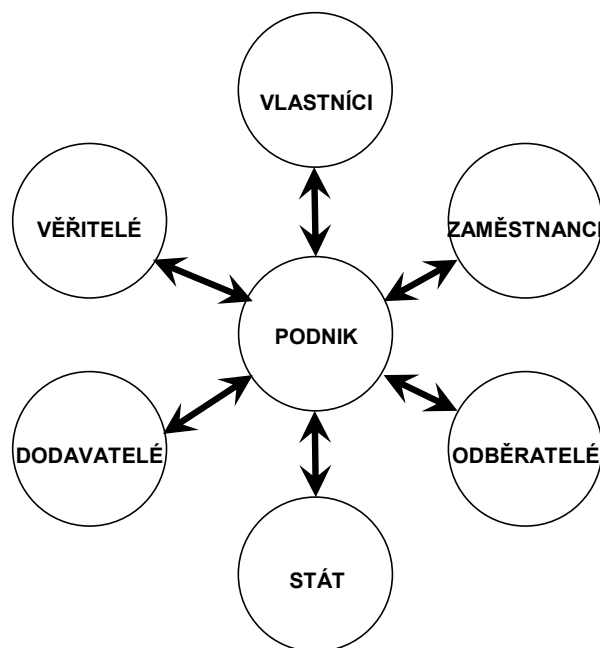 VLASTNÍCI
VĚŘITELÉ
ZAMĚSTNANCI
PODNIK
DODAVATELÉ
ODBĚRATELÉ
STÁT